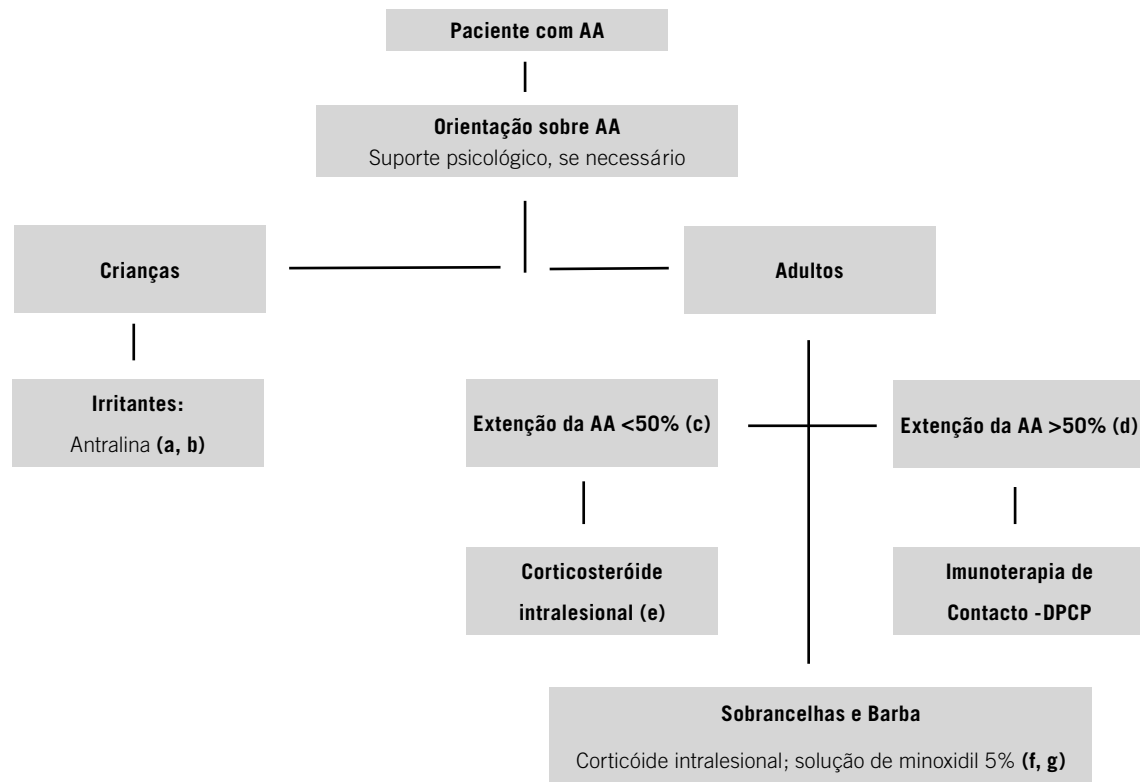 Paciente com AA
Orientação sobre AA
Suporte psicológico, se necessário
Crianças
Adultos
Irritantes:
Antralina (a, b)
Extenção da AA <50% (c)
Extenção da AA >50% (d)
Corticosteróide
intralesional (e)
Imunoterapia de
Contacto -DPCP
Sobrancelhas e Barba
Corticóide intralesional; solução de minoxidil 5% (f, g)